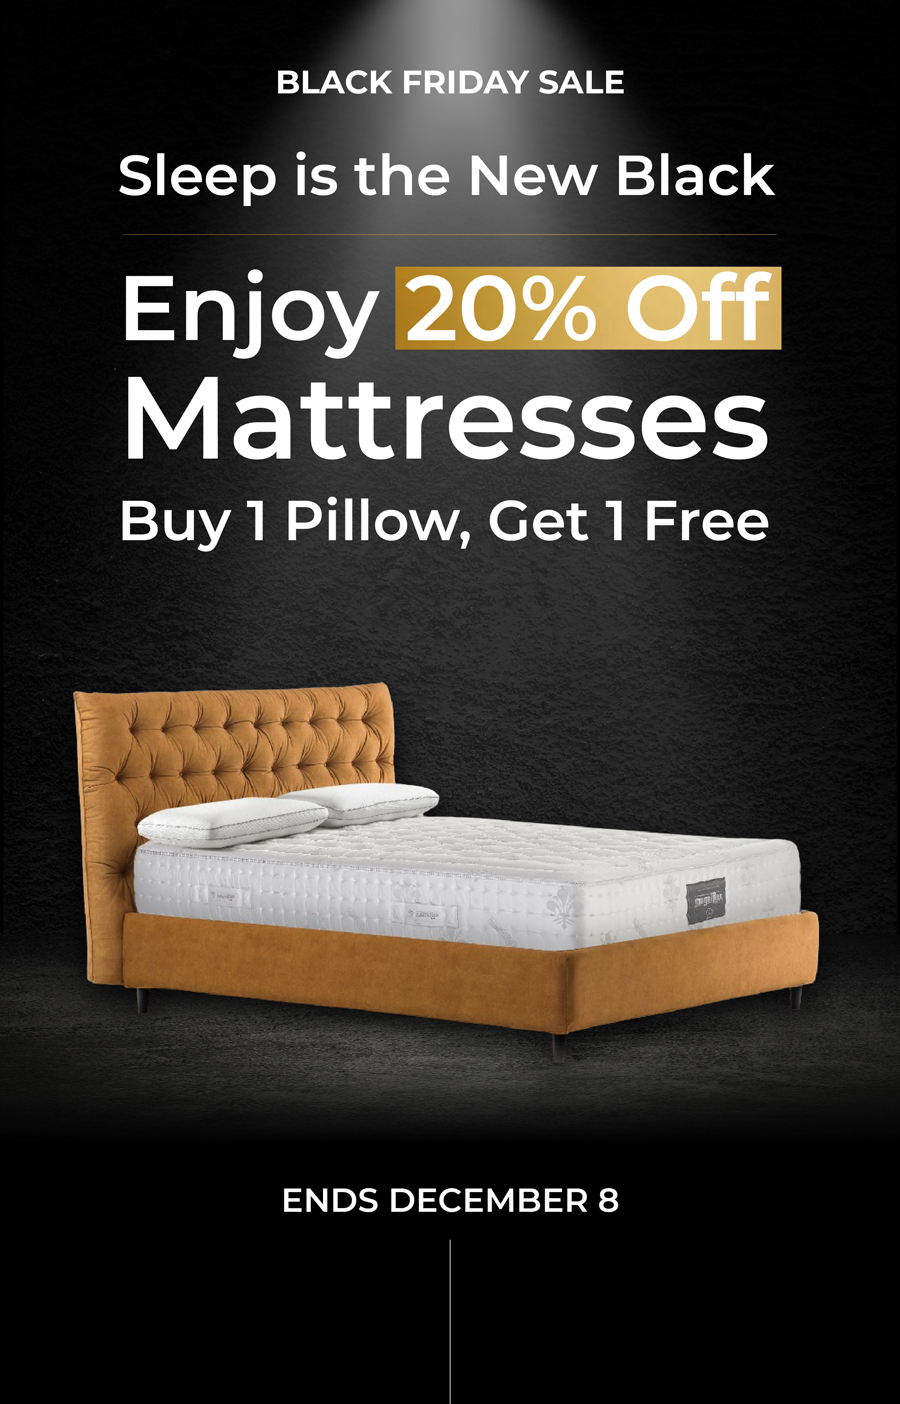 BLACK FRIDAY SALE
Sleep is the New Black
Enjoy 20% Off
Mattresses
Buy 1 Pillow, Get 1 Free
magniflex
ENDS DECEMBER 8